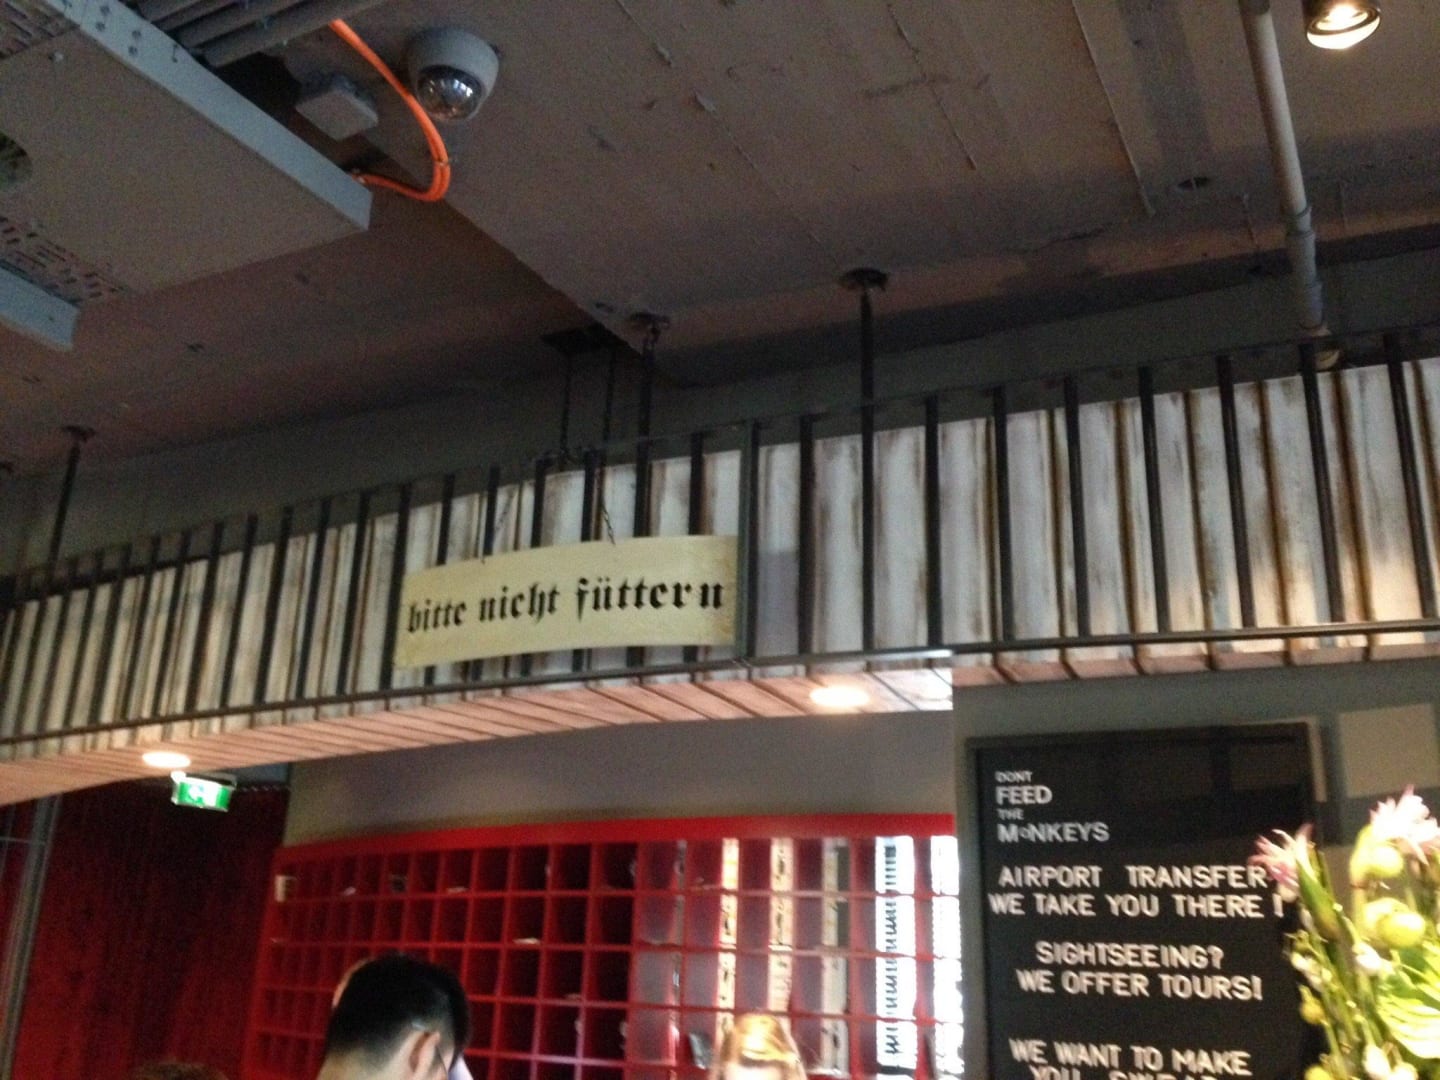 bitte nicht füttern
DONT
FEED
THE
MONKEYS
AIRPORT TRANSFER
WE TAKE YOU THERE!
SIGHTSEEING?
WE OFFER TOURS!
WE WANT TO MAKE
YOU